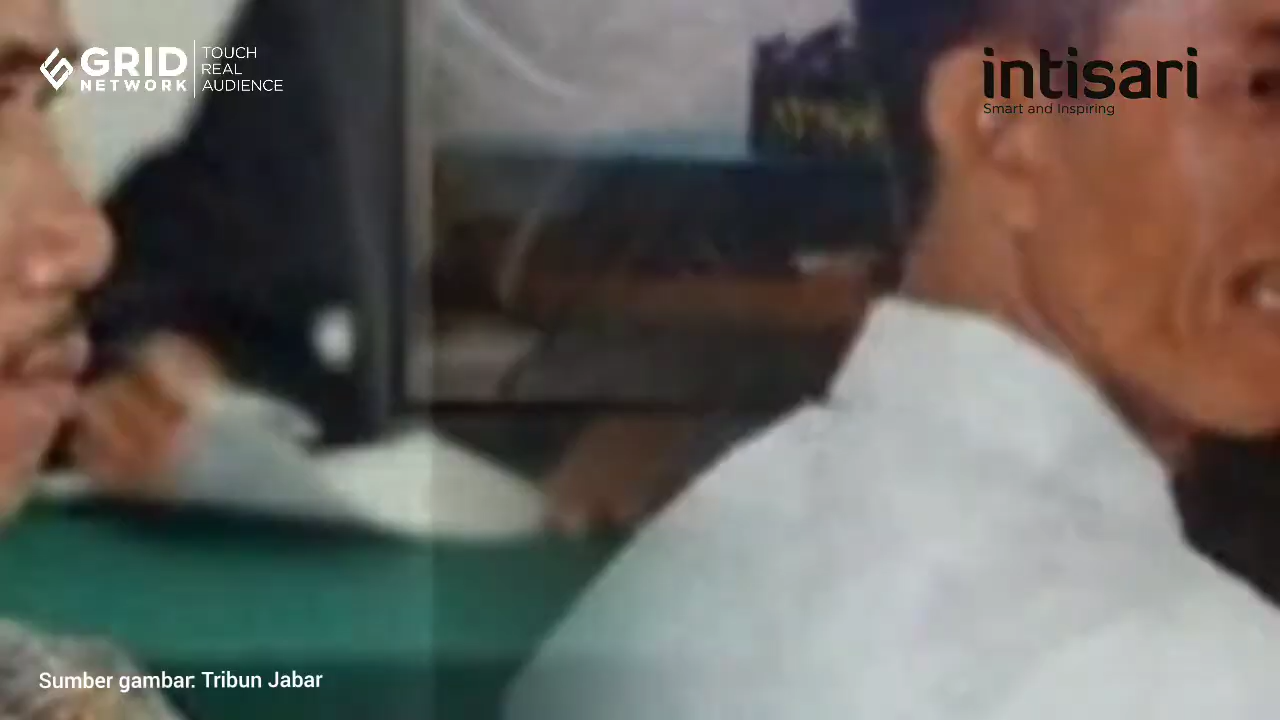 GRID
NETWORK
TOUCH
REAL
AUDIENCE
intisari
Smart and Inspiring
Sumber gambar: Tribun Jabar